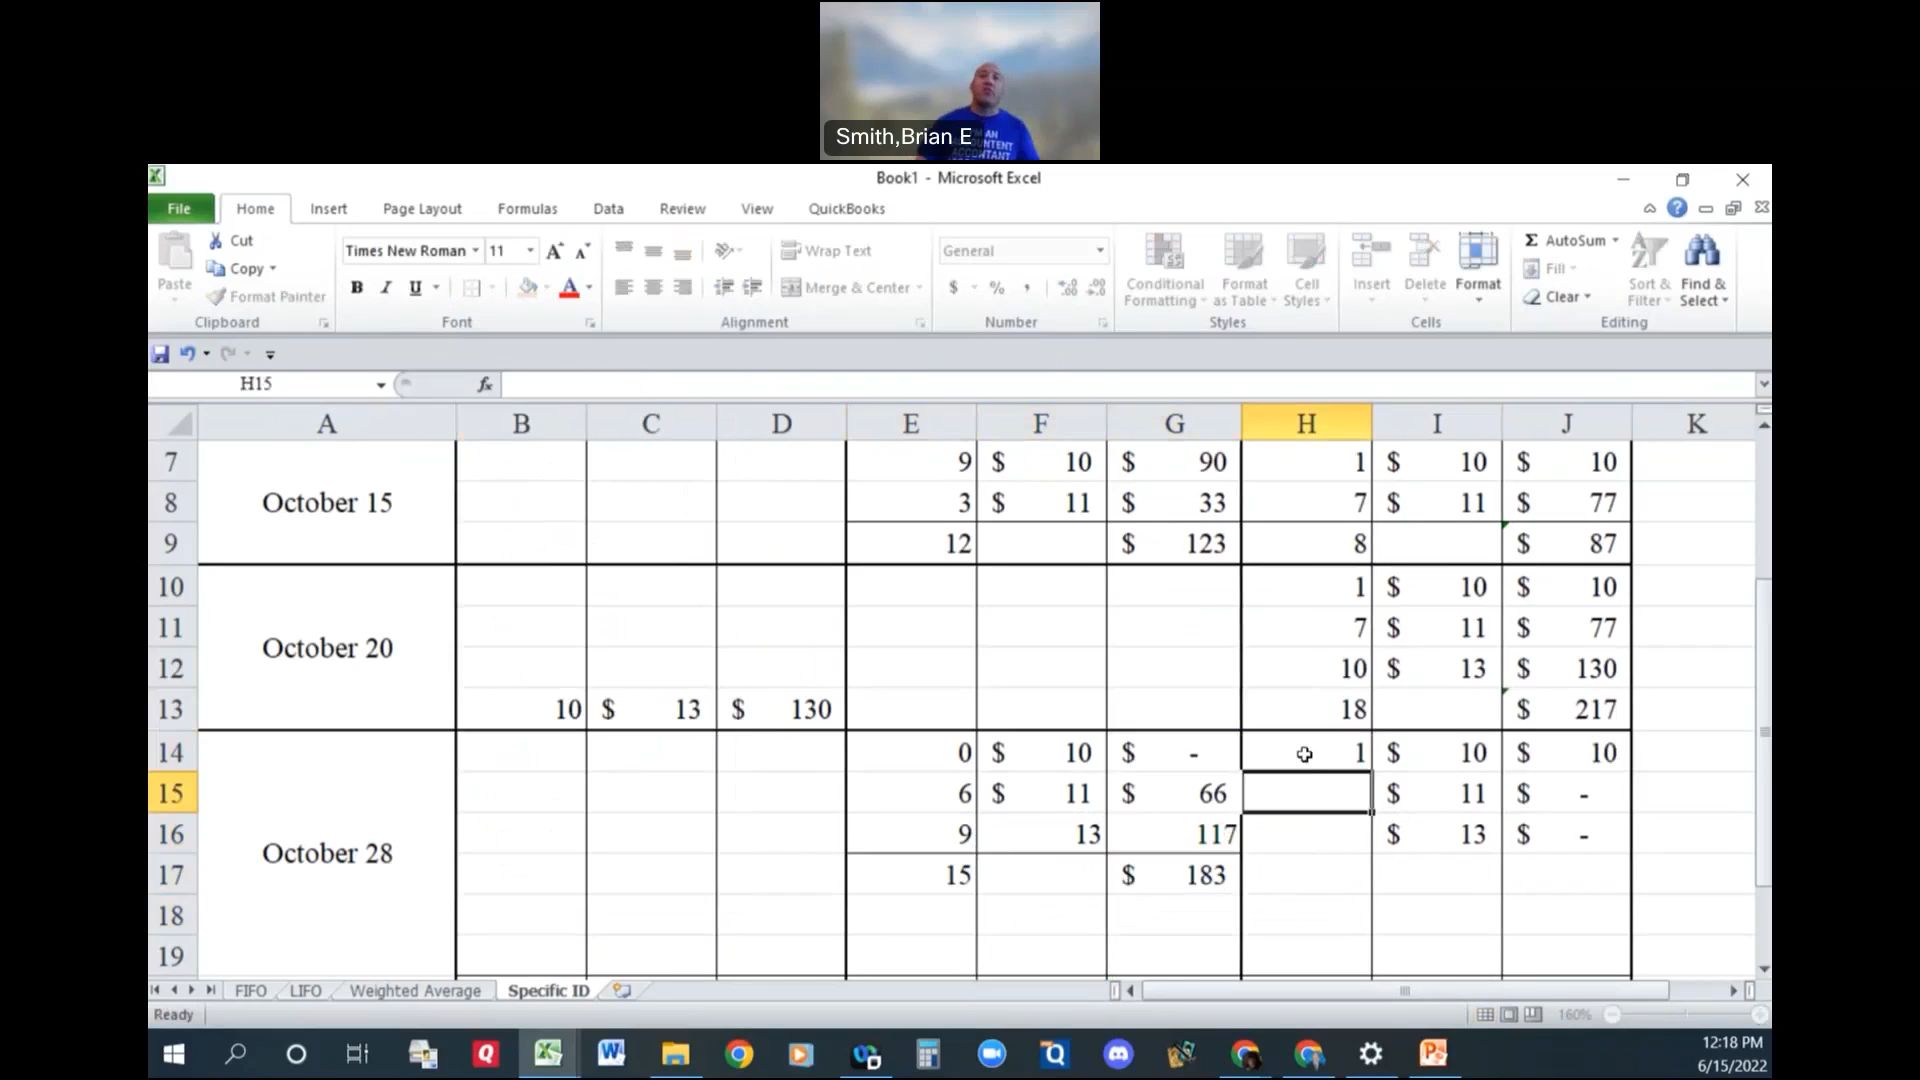 Smith,Brian E
AN
ACCOUNTANT
Book1 - Microsoft Excel
File Home Insert Page Layout Formulas Data Review View QuickBooks
Cut
Copy
Format Painter
Paste
Clipboard
Times New Roman 11
B I U A
Font
Wrap Text
Merge & Center
Alignment
General
$ % , .0 .00
Number
Conditional Formatting
Format as Table
Cell Styles
Styles
Insert Delete Format
Cells
Σ AutoSum
Fill
Clear
Sort & Filter
Find & Select
Editing
H15 fx
A B C D E F G H I J K
7 9 $ 10 $ 90 1 $ 10 $ 10
8 October 15 3 $ 11 $ 33 7 $ 11 $ 77
9 12 $ 123 8 $ 87
10 1 $ 10 $ 10
11 7 $ 11 $ 77
October 20
12 10 $ 13 $ 130
13 10 $ 13 $ 130 18 $ 217
14 0 $ 10 $ - 1 $ 10 $ 10
15 6 $ 11 $ 66 $ 11 $ -
16 9 13 117 $ 13 $ -
October 28
17 15 $ 183
18
19
FIFO LIFO Weighted Average Specific ID
Ready 160%
12:18 PM
6/15/2022